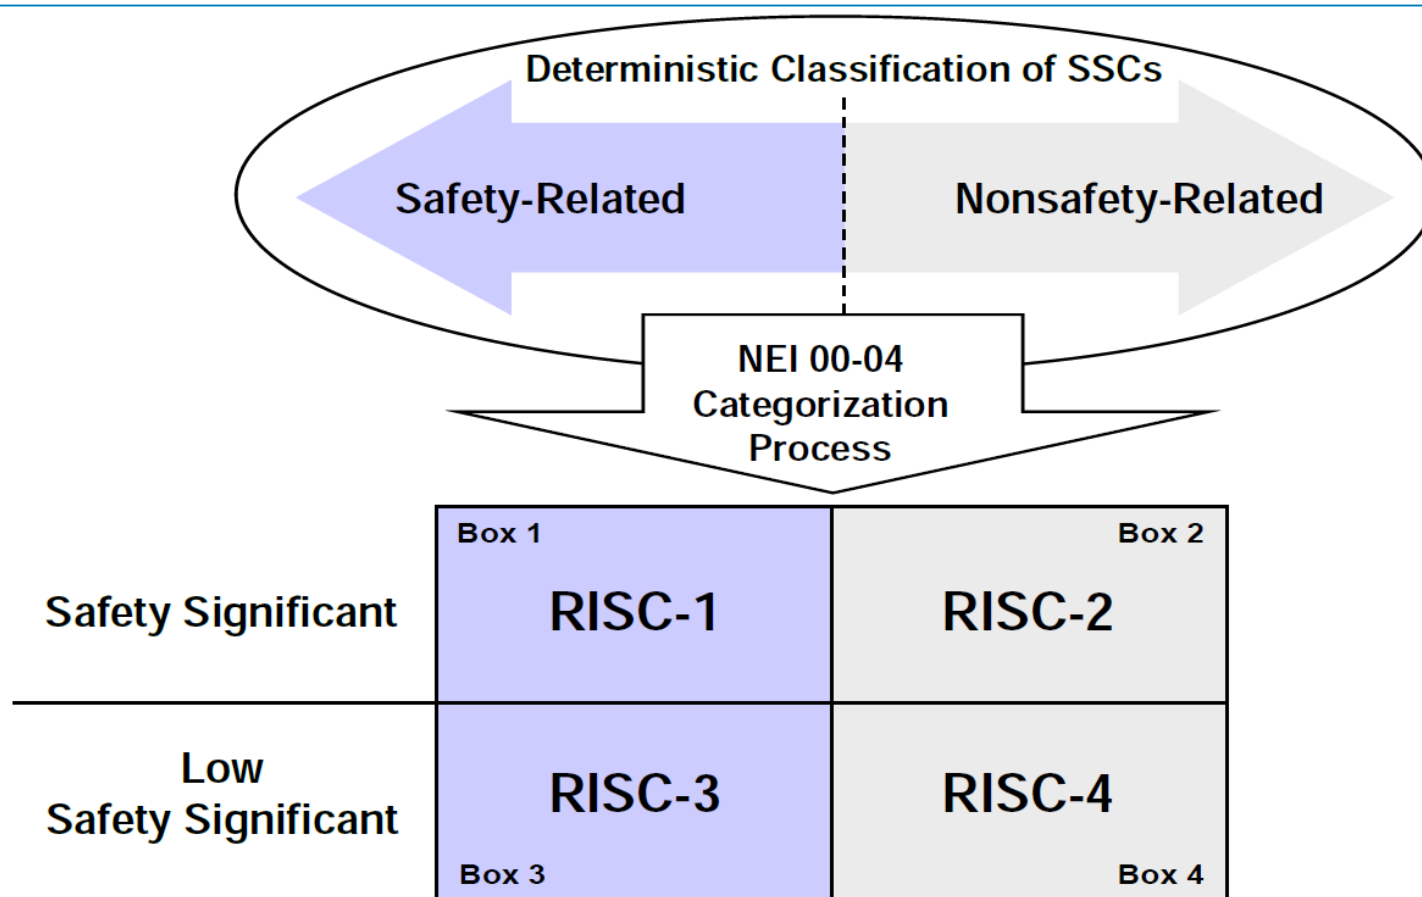 Deterministic Classification of SSCs
Safety-Related
Nonsafety-Related
NEI 00-04
Categorization
Process
Box 1
Box 2
Safety Significant
RISC-1
RISC-2
Low
Safety Significant
RISC-3
RISC-4
Box 3
Box 4